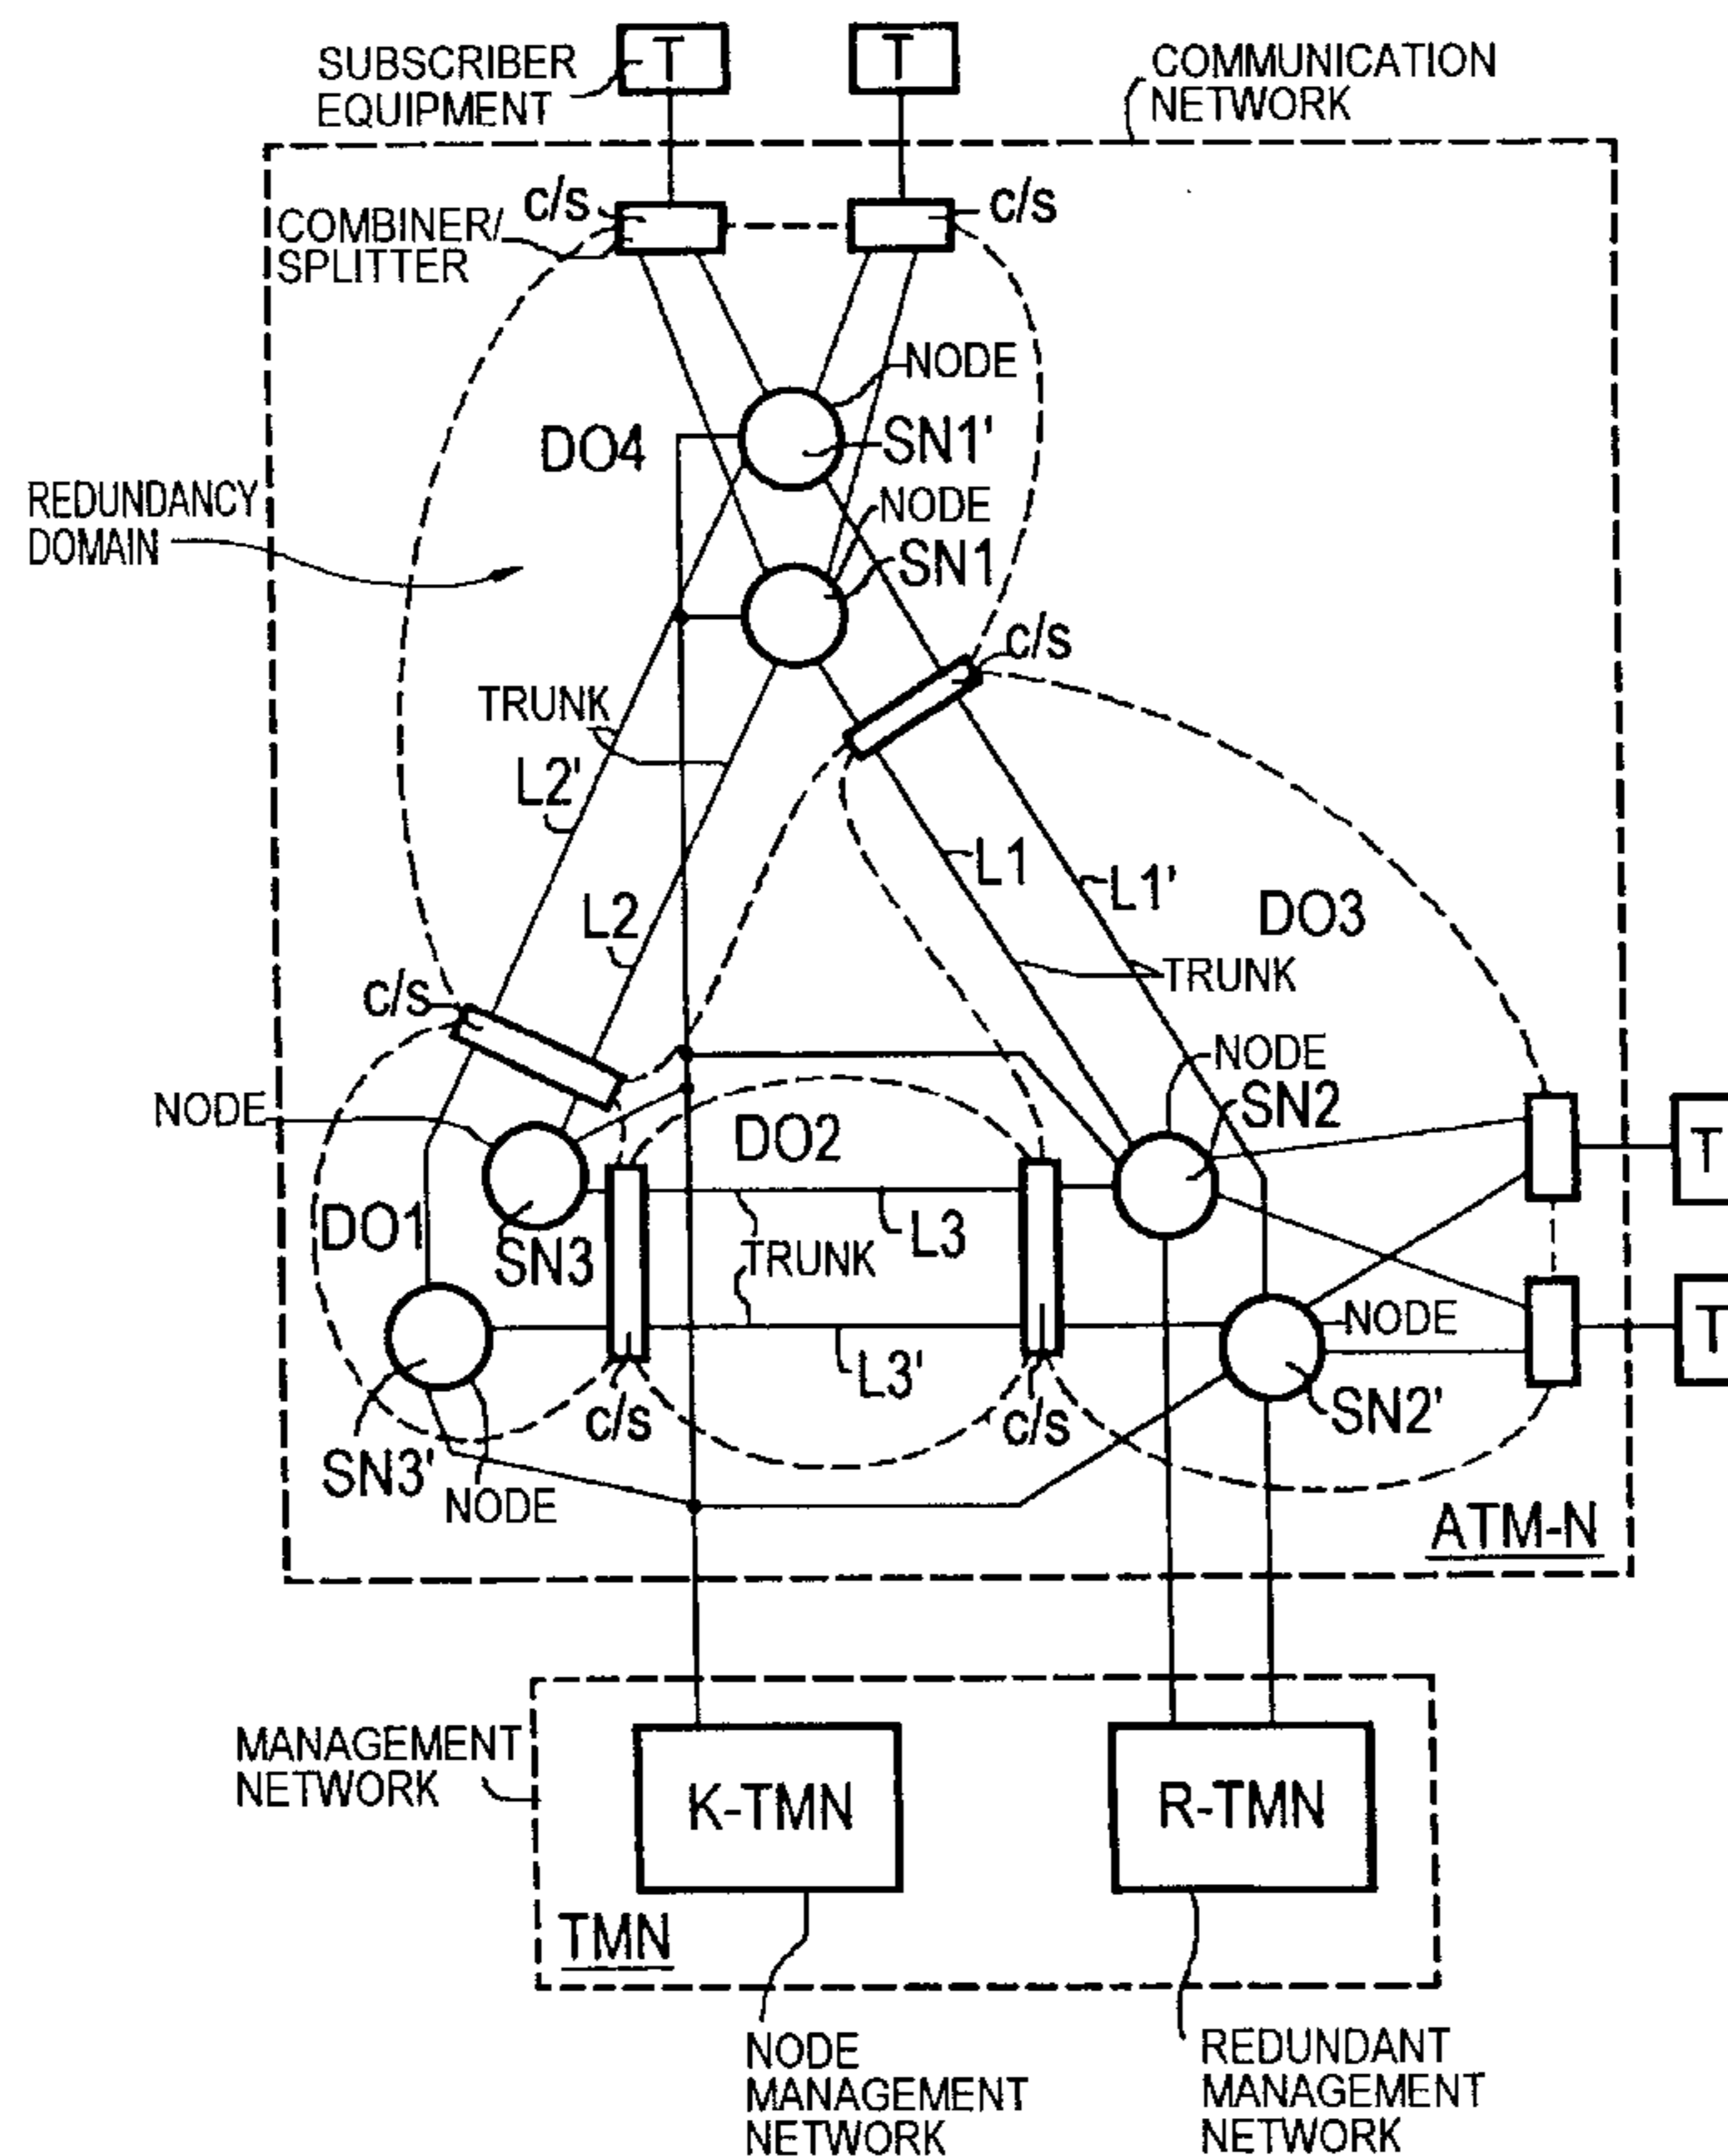 SUBSCRIBER
EQUIPMENT
T
T
COMMUNICATION
NETWORK
c/s
c/s
COMBINER/
SPLITTER
NODE
DO4
SN1'
REDUNDANCY
DOMAIN
NODE
SN1
c/s
TRUNK
L2'
L1
L1'
L2
DO3
TRUNK
c/s
NODE
NODE
SN2
DO2
T
DO1
SN3
TRUNK
L3
NODE
T
L3'
c/s
c/s
SN2'
SN3'
NODE
ATM-N
MANAGEMENT
NETWORK
K-TMN
R-TMN
TMN
NODE
MANAGEMENT
NETWORK
REDUNDANT
MANAGEMENT
NETWORK